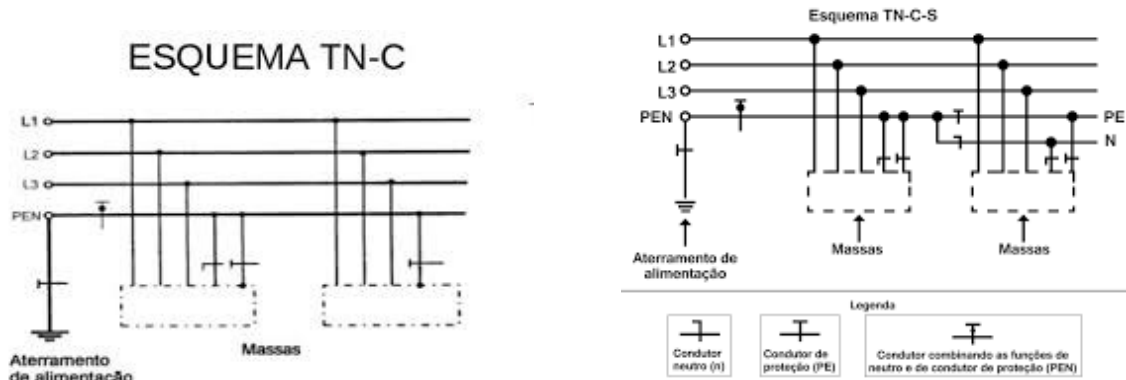 ESQUEMA TN-C
L1
L2
L3
PEN
Massas
Aterramento
de alimentação
Esquema TN-C-S
L1
L2
L3
PEN
PE
N
Massas
Massas
Aterramento de
alimentação
Legenda
Condutor
neutro (n)
Condutor de
proteção (PE)
Condutor combinando as funções de
neutro e de condutor de proteção (PEN)